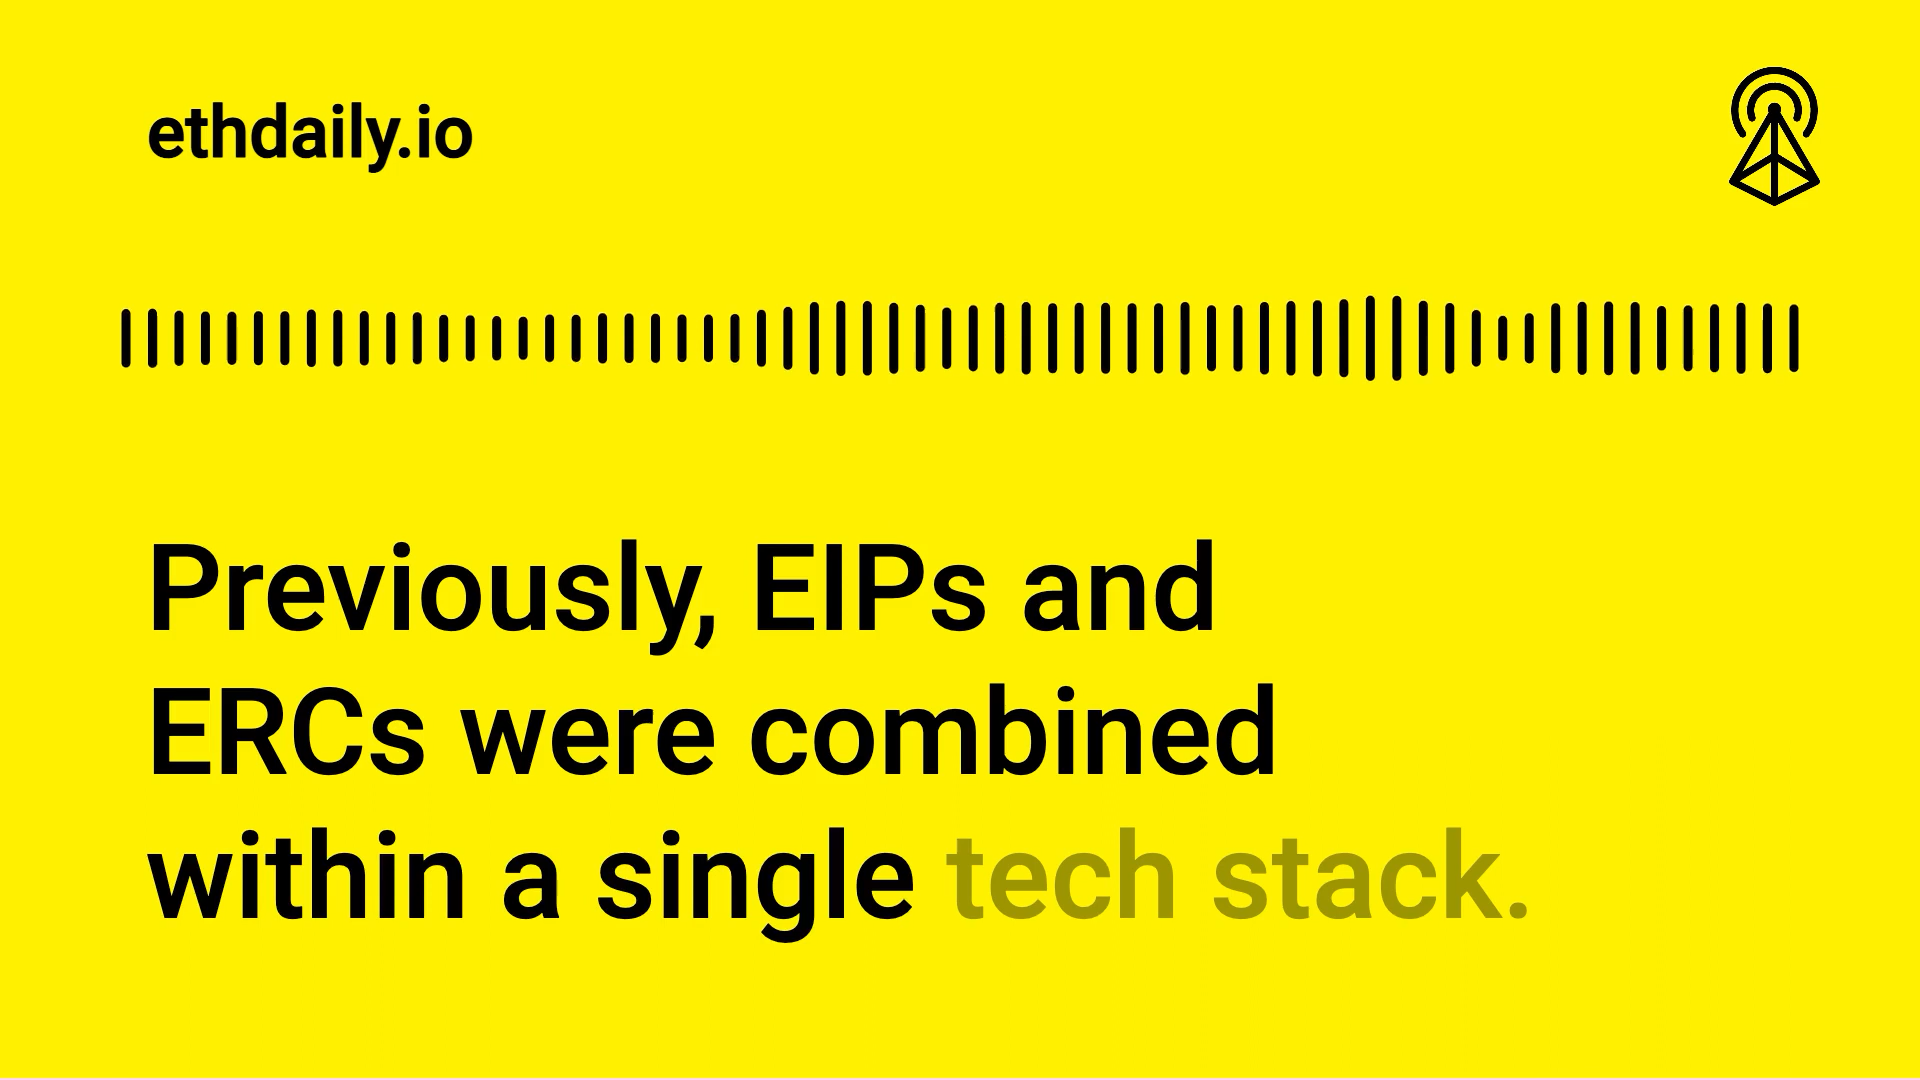 ethdaily.io
Previously, EIPs and
ERCs were combined
within a single tech stack.